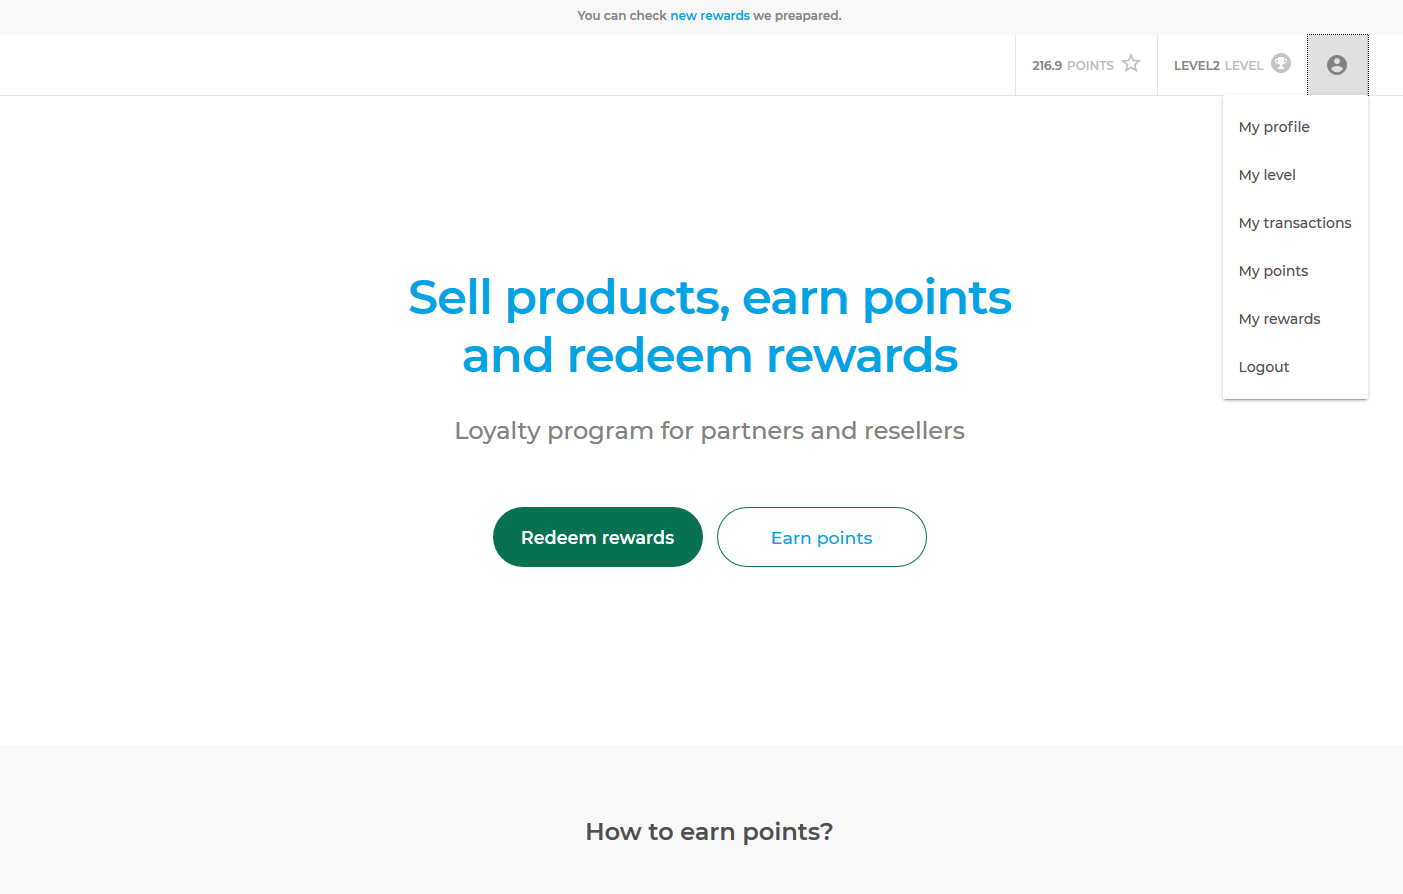 You can check new rewards we preapared.
216.9 POINTS
LEVEL2 LEVEL
My profile
My level
My transactions
My points
My rewards
Logout
Sell products, earn points
and redeem rewards
Loyalty program for partners and resellers
Redeem rewards
Earn points
How to earn points?